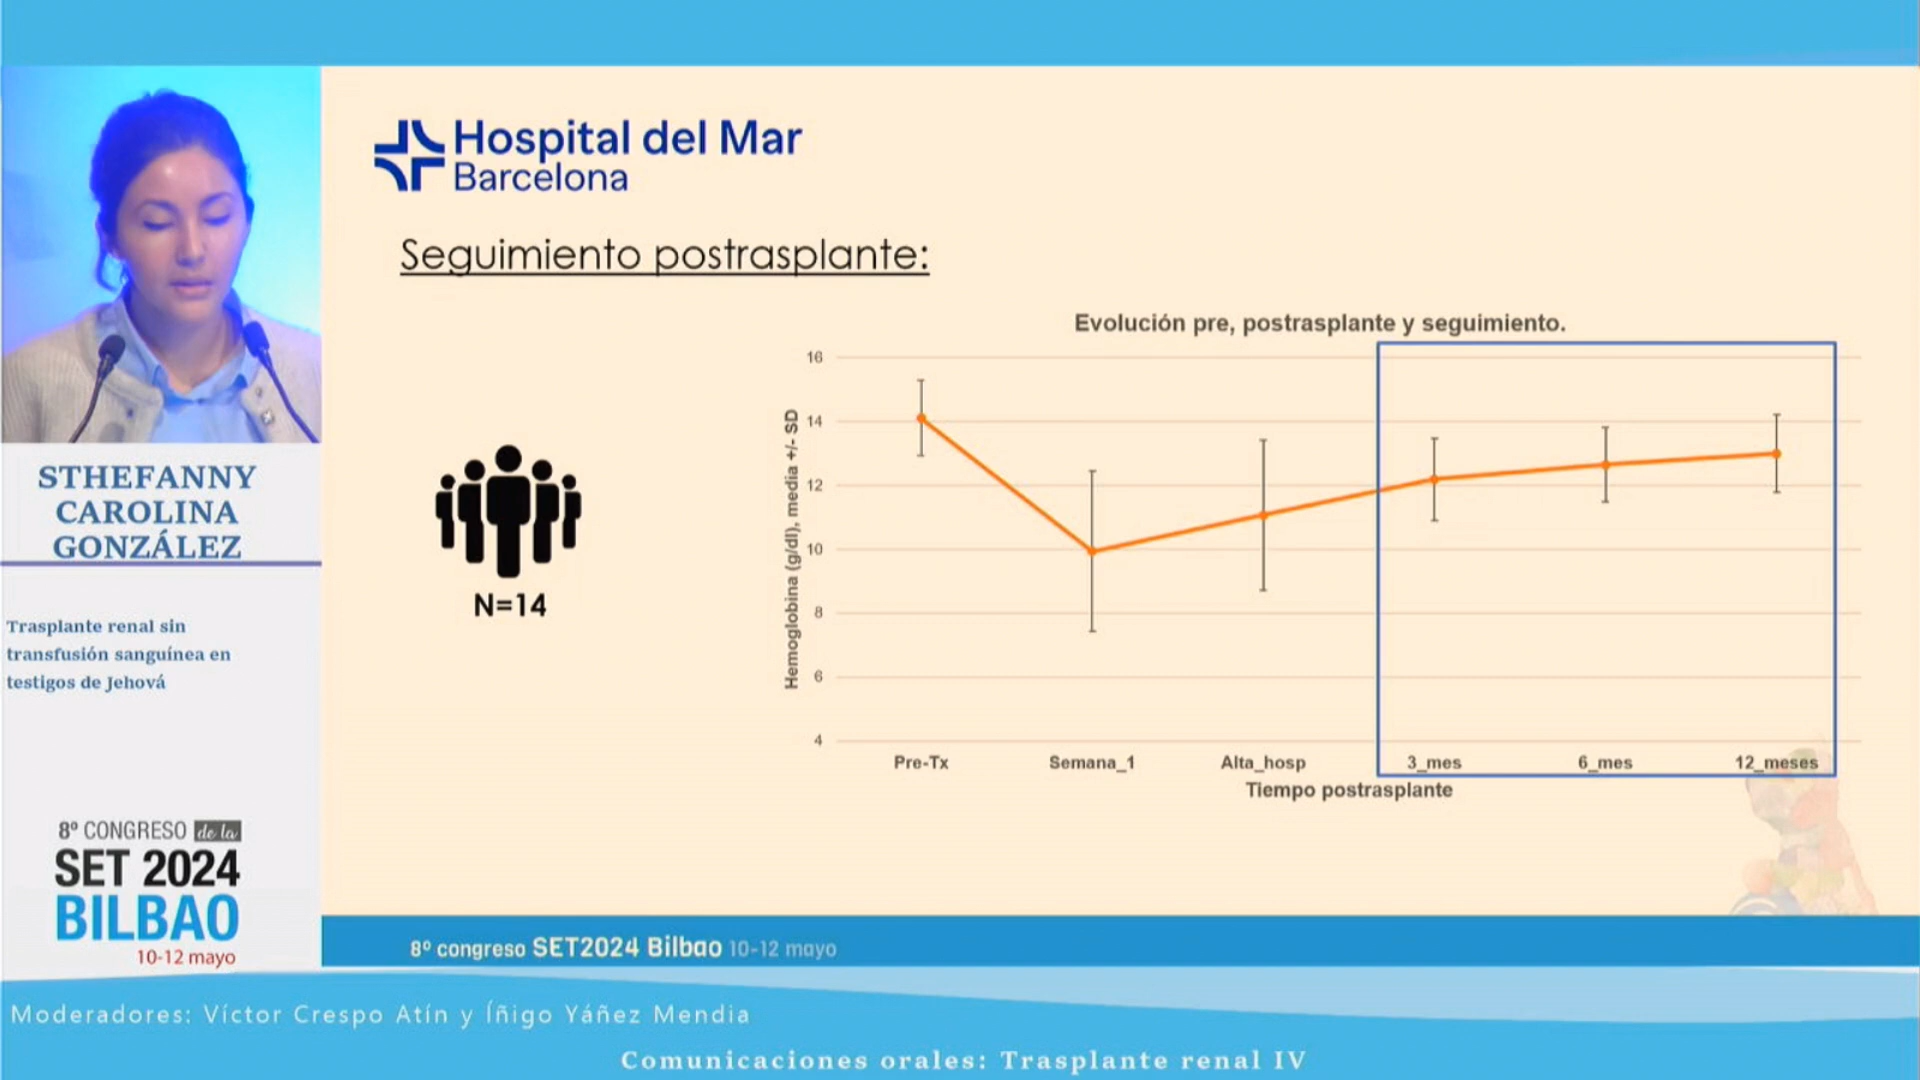 Hospital del Mar
Barcelona
Seguimiento postrasplante:
Evolución pre, postrasplante y seguimiento.
16
14
12
10
8
6
4
Hemoglobina (g/dl), media +/- SD
Pre-Tx
Semana_1
Alta_hosp
3_mes
6_mes
12_meses
Tiempo postrasplante
N=14
STHEFANNY
CAROLINA
GONZÁLEZ
Trasplante renal sin
transfusión sanguínea en
testigos de Jehová
8º CONGRESO de la
SET 2024
BILBAO
10-12 mayo
8º congreso SET2024 Bilbao 10-12 mayo
Moderadores: Víctor Crespo Atín y Íñigo Yáñez Mendia
Comunicaciones orales: Trasplante renal IV